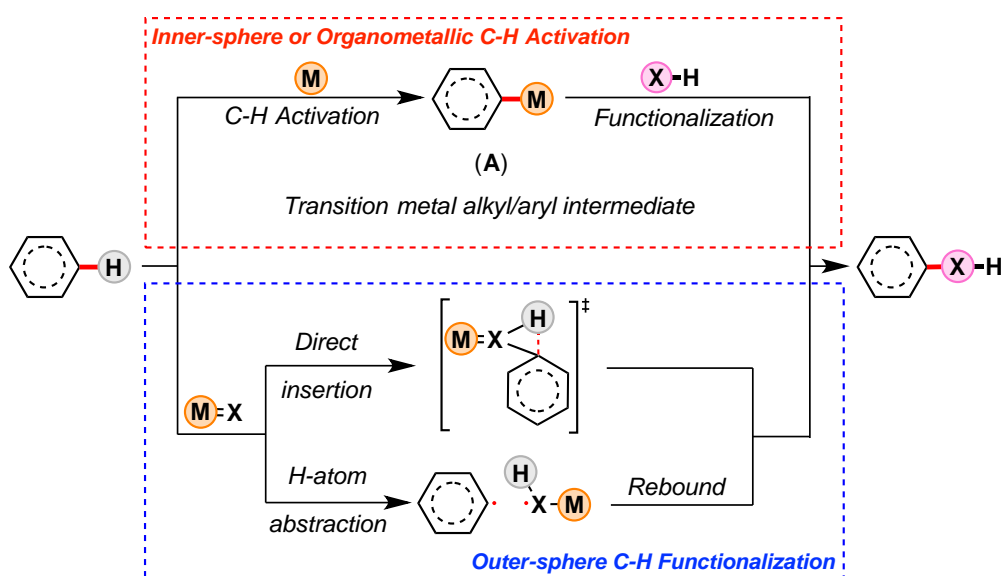 Inner-sphere or Organometallic C-H Activation
M
X-H
C-H Activation
M
Functionalization
(A)
Transition metal alkyl/aryl intermediate
H
X-H
Direct
insertion
M=X
H
‡
M=X
H-atom
abstraction
H
X-M
Rebound
Outer-sphere C-H Functionalization